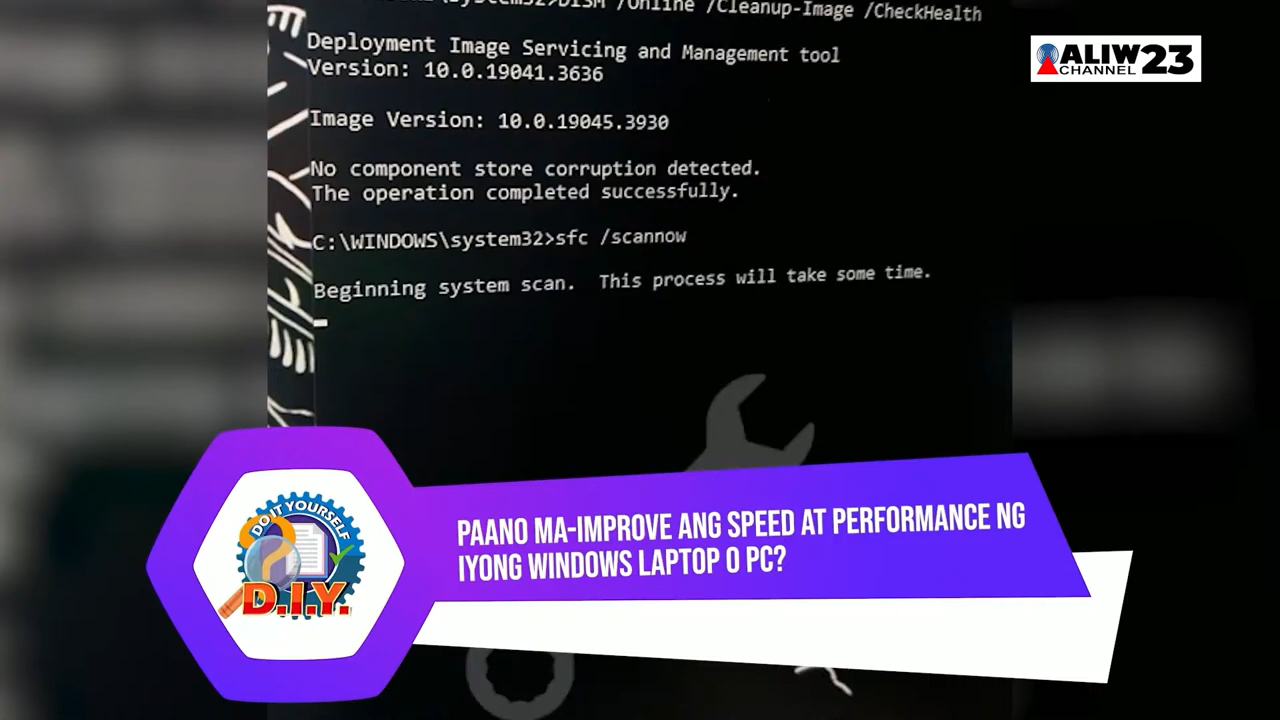 DISM /Online /Cleanup-Image /CheckHealth
Deployment Image Servicing and Management tool
Version: 10.0.19041.3636
Image Version: 10.0.19045.3930
No component store corruption detected.
The operation completed successfully.
C:\WINDOWS\system32>sfc /scannow
Beginning system scan. This process will take some time.
ALIW23
CHANNEL
DO IT YOURSELF
D.I.Y.
PAANO MA-IMPROVE ANG SPEED AT PERFORMANCE NG
IYONG WINDOWS LAPTOP O PC?